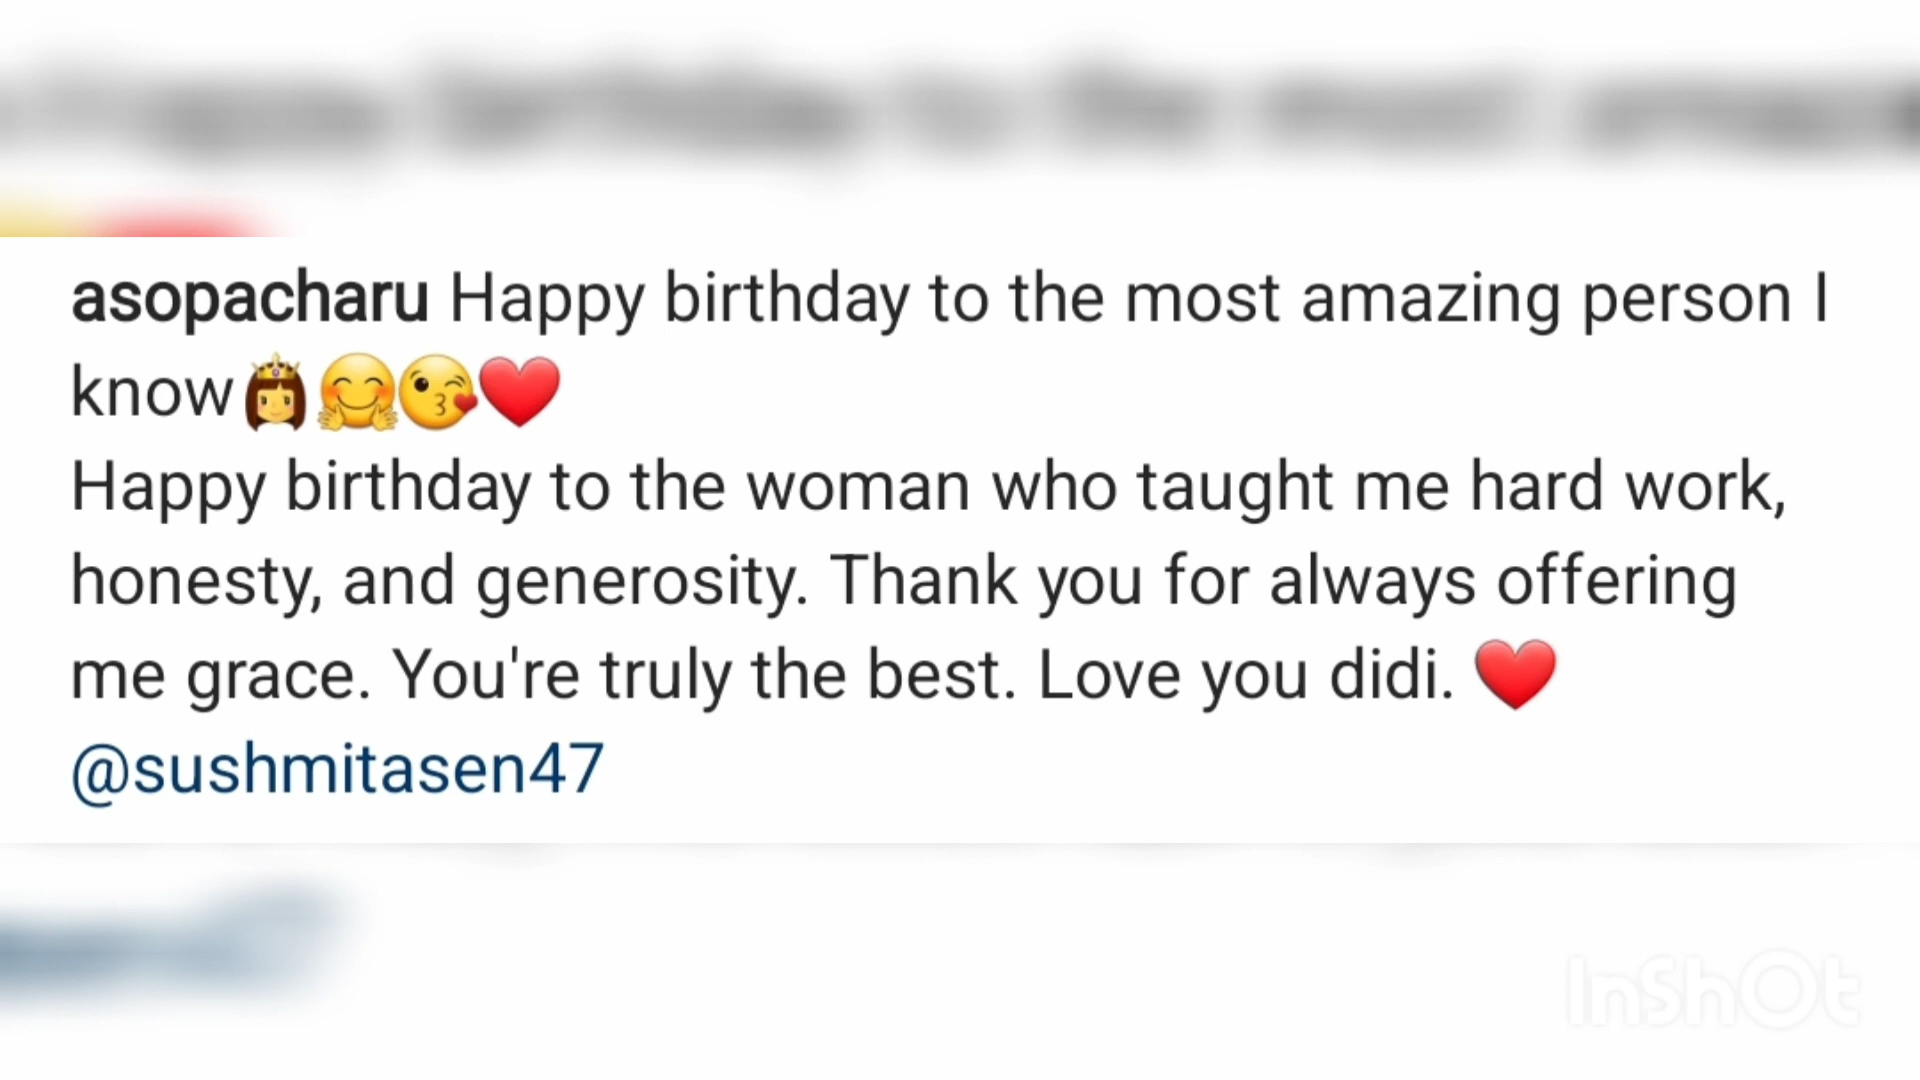 asopacharu Happy birthday to the most amazing person I
know👸🤗😘❤️
Happy birthday to the woman who taught me hard work,
honesty, and generosity. Thank you for always offering
me grace. You're truly the best. Love you didi. ❤️
@sushmitasen47
InShOt